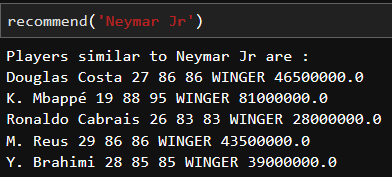 recommend('Neymar Jr')
Players similar to Neymar Jr are :
Douglas Costa 27 86 86 WINGER 46500000.0
K. Mbappé 19 88 95 WINGER 81000000.0
Ronaldo Cabrais 26 83 83 WINGER 28000000.0
M. Reus 29 86 86 WINGER 43500000.0
Y. Brahimi 28 85 85 WINGER 39000000.0